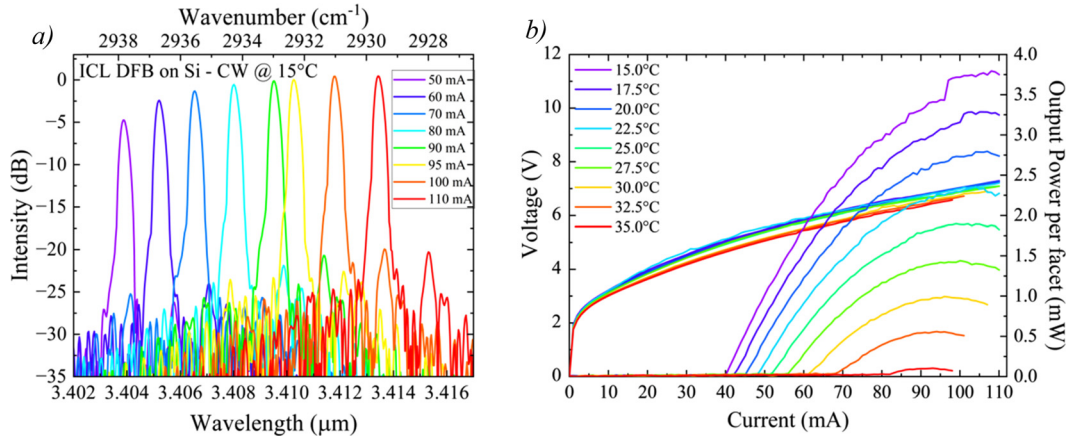 a)
Wavenumber (cm⁻¹)
2938 2936 2934 2932 2930 2928
ICL DFB on Si - CW @ 15°C
50 mA
60 mA
70 mA
80 mA
90 mA
95 mA
100 mA
110 mA
Intensity (dB)
0
−5
−10
−15
−20
−25
−30
−35
3.402 3.404 3.406 3.408 3.410 3.412 3.414 3.416
Wavelength (μm)
b)
15.0°C
17.5°C
20.0°C
22.5°C
25.0°C
27.5°C
30.0°C
32.5°C
35.0°C
Voltage (V)
12
10
8
6
4
2
0
0 10 20 30 40 50 60 70 80 90 100 110
Current (mA)
4.0
3.5
3.0
2.5
2.0
1.5
1.0
0.5
0.0
Output Power per facet (mW)